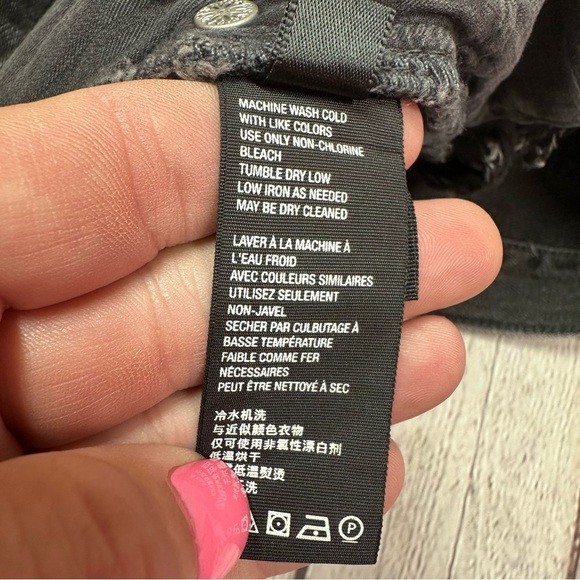 MACHINE WASH COLD
WITH LIKE COLORS
USE ONLY NON-CHLORINE
BLEACH
TUMBLE DRY LOW
LOW IRON AS NEEDED
MAY BE DRY CLEANED
LAVER À LA MACHINE À
L'EAU FROID
AVEC COULEURS SIMILAIRES
UTILISEZ SEULEMENT
NON-JAVEL
SECHER PAR CULBUTAGE À
BASSE TEMPÉRATURE
FAIBLE COMME FER
NÉCESSAIRES
PEUT ÊTRE NETTOYÉ À SEC
冷水机洗
与近似颜色衣物
仅可使用非氯性漂白剂
低温烘干
低温熨烫
洗
P